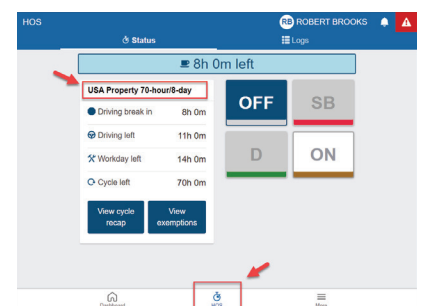 HOS
RB ROBERT BROOKS
Status
Logs
8h 0m left
USA Property 70-hour/8-day
Driving break in 8h 0m
Driving left 11h 0m
Workday left 14h 0m
Cycle left 70h 0m
View cycle recap
View exemptions
OFF
SB
D
ON
Dashboard
HOS
More